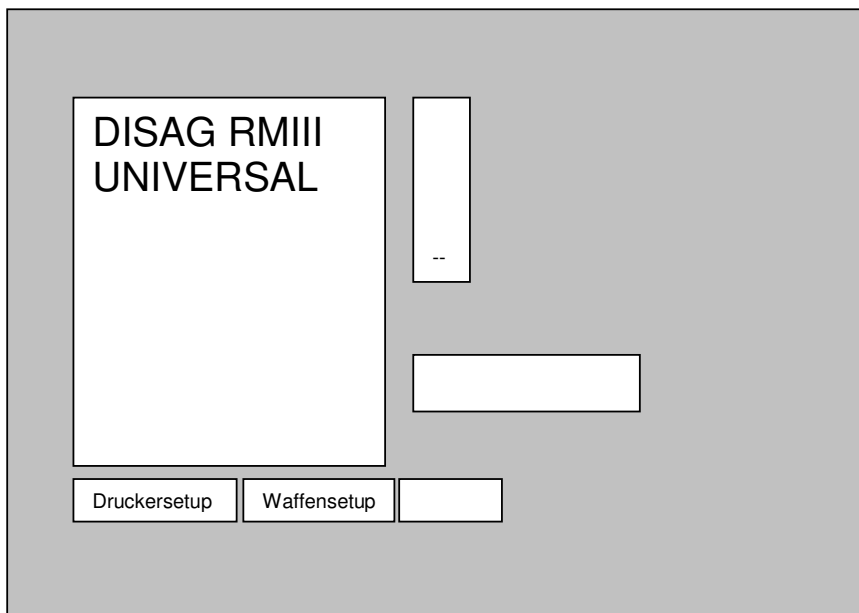 DISAG RMIII
UNIVERSAL
--
Druckersetup
Waffensetup